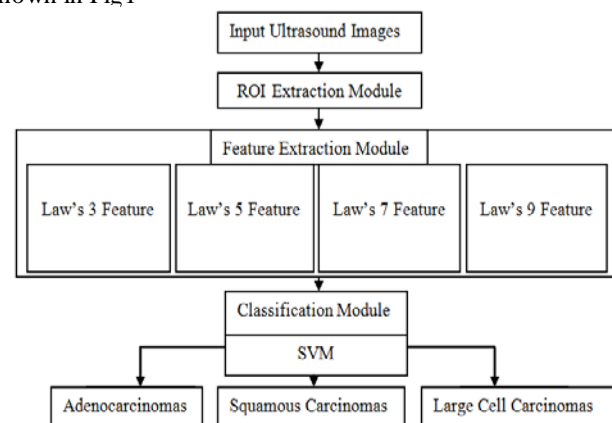 Input Ultrasound Images
ROI Extraction Module
Feature Extraction Module
Law's 3 Feature
Law's 5 Feature
Law's 7 Feature
Law's 9 Feature
Classification Module
SVM
Adenocarcinomas
Squamous Carcinomas
Large Cell Carcinomas